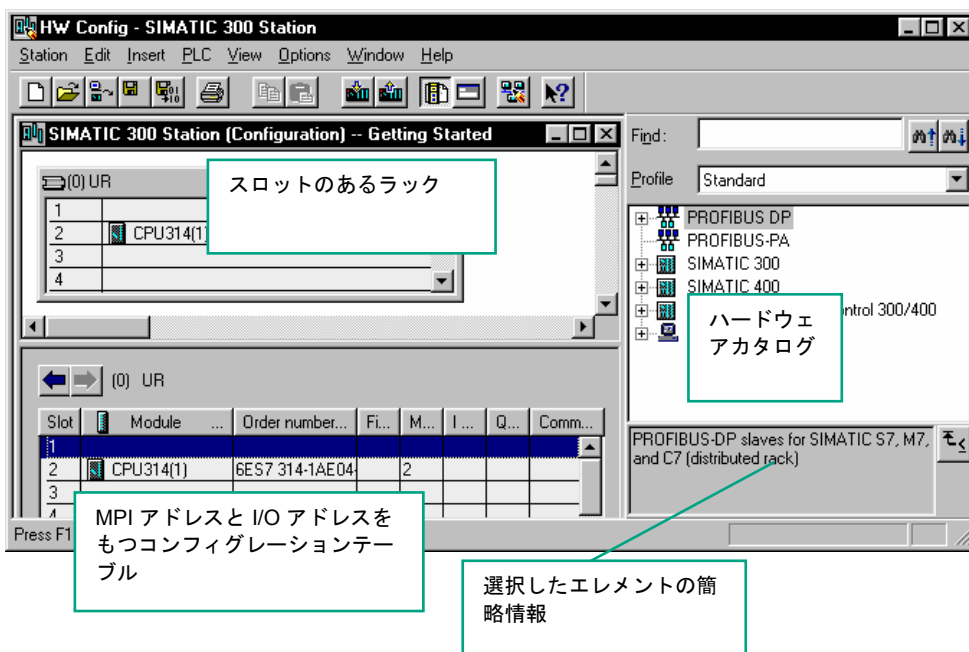 HW Config - SIMATIC 300 Station
Station Edit Insert PLC View Options Window Help
SIMATIC 300 Station (Configuration) -- Getting Started
(0) UR
1
2 CPU314(1)
3
4
スロットのあるラック
Find:
Profile Standard
PROFIBUS DP
PROFIBUS-PA
SIMATIC 300
SIMATIC 400
300/400
ハードウェ
アカタログ
PROFIBUS-DP slaves for SIMATIC S7, M7,
and C7 (distributed rack)
(0) UR
Slot Module ... Order number... Fi... M... I ... Q... Comm...
1
2 CPU314(1) 6ES7 314-1AE04- 2
3
4
MPI アドレスと I/O アドレスを
もつコンフィグレーションテー
ブル
Press F1
選択したエレメントの簡
略情報